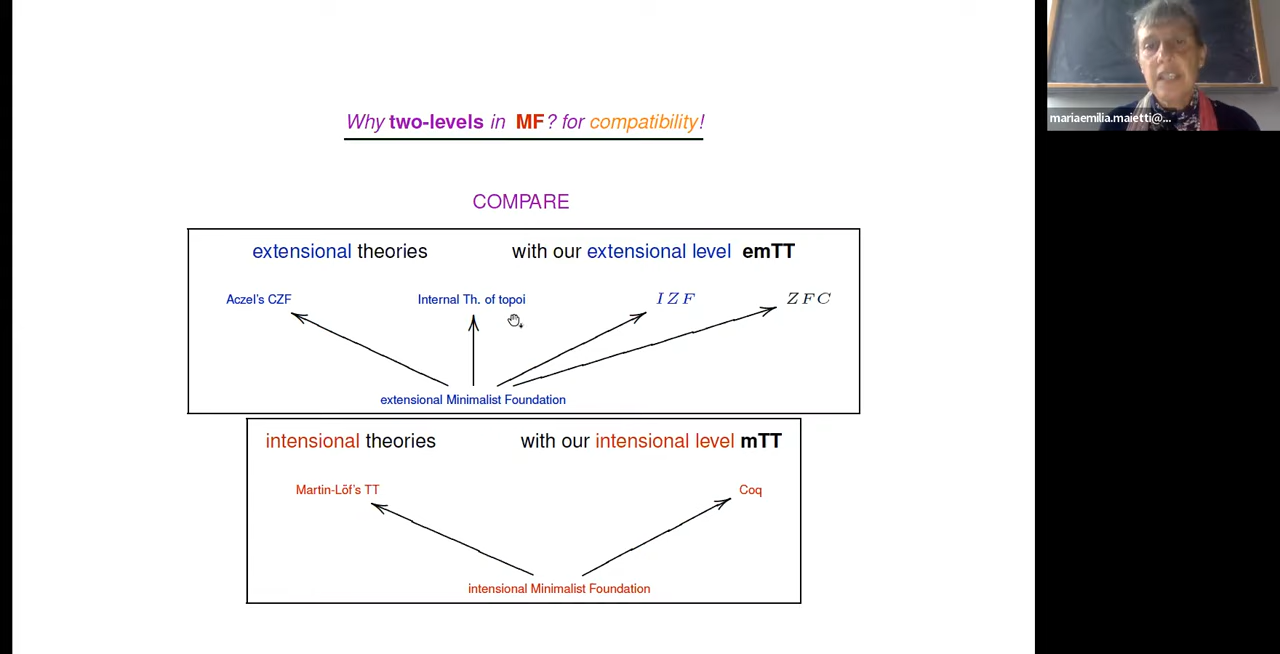 Why two-levels in MF? for compatibility!
COMPARE
extensional theories with our extensional level emTT
Aczel's CZF Internal Th. of topoi IZF ZFC
extensional Minimalist Foundation
intensional theories with our intensional level mTT
Martin-Löf's TT Coq
intensional Minimalist Foundation
mariaemilia.maietti@...